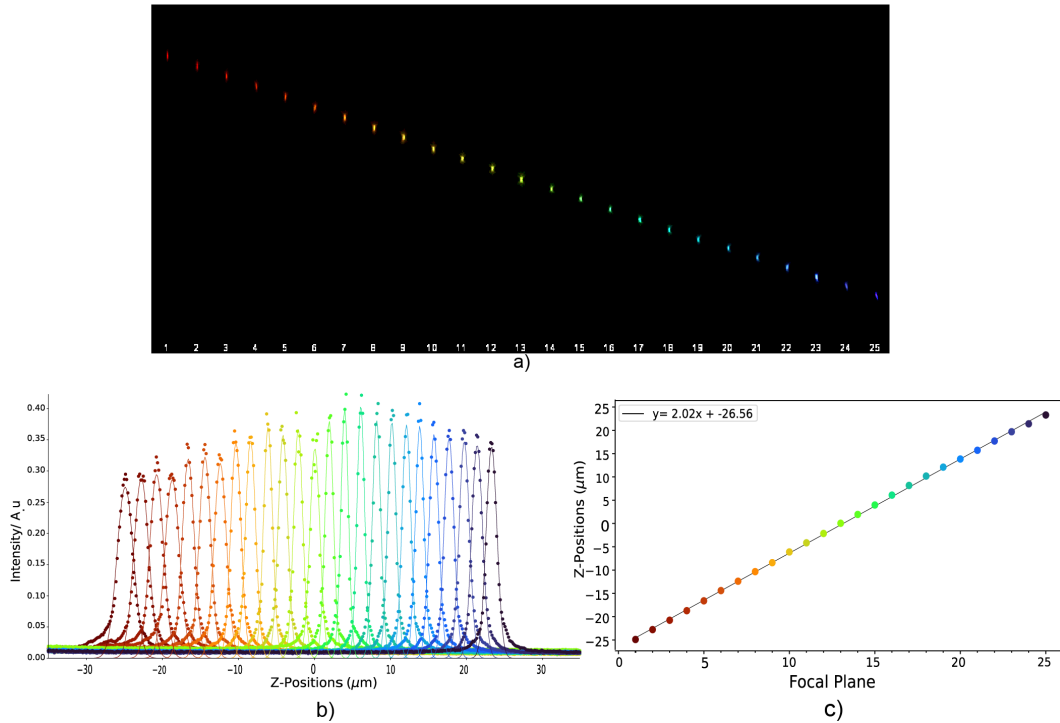 1 2 3 4 5 6 7 8 9 10 11 12 13 14 15 16 17 18 19 20 21 22 23 24 25
a)
0.40
0.35
0.30
0.25
0.20
0.15
0.10
0.05
0.00
Intensity/ A.u
−30 −20 −10 0 10 20 30
Z-Positions (μm)
b)
y= 2.02x + -26.56
25
20
15
10
5
0
−5
−10
−15
−20
−25
Z-Positions (μm)
0 5 10 15 20 25
Focal Plane
c)